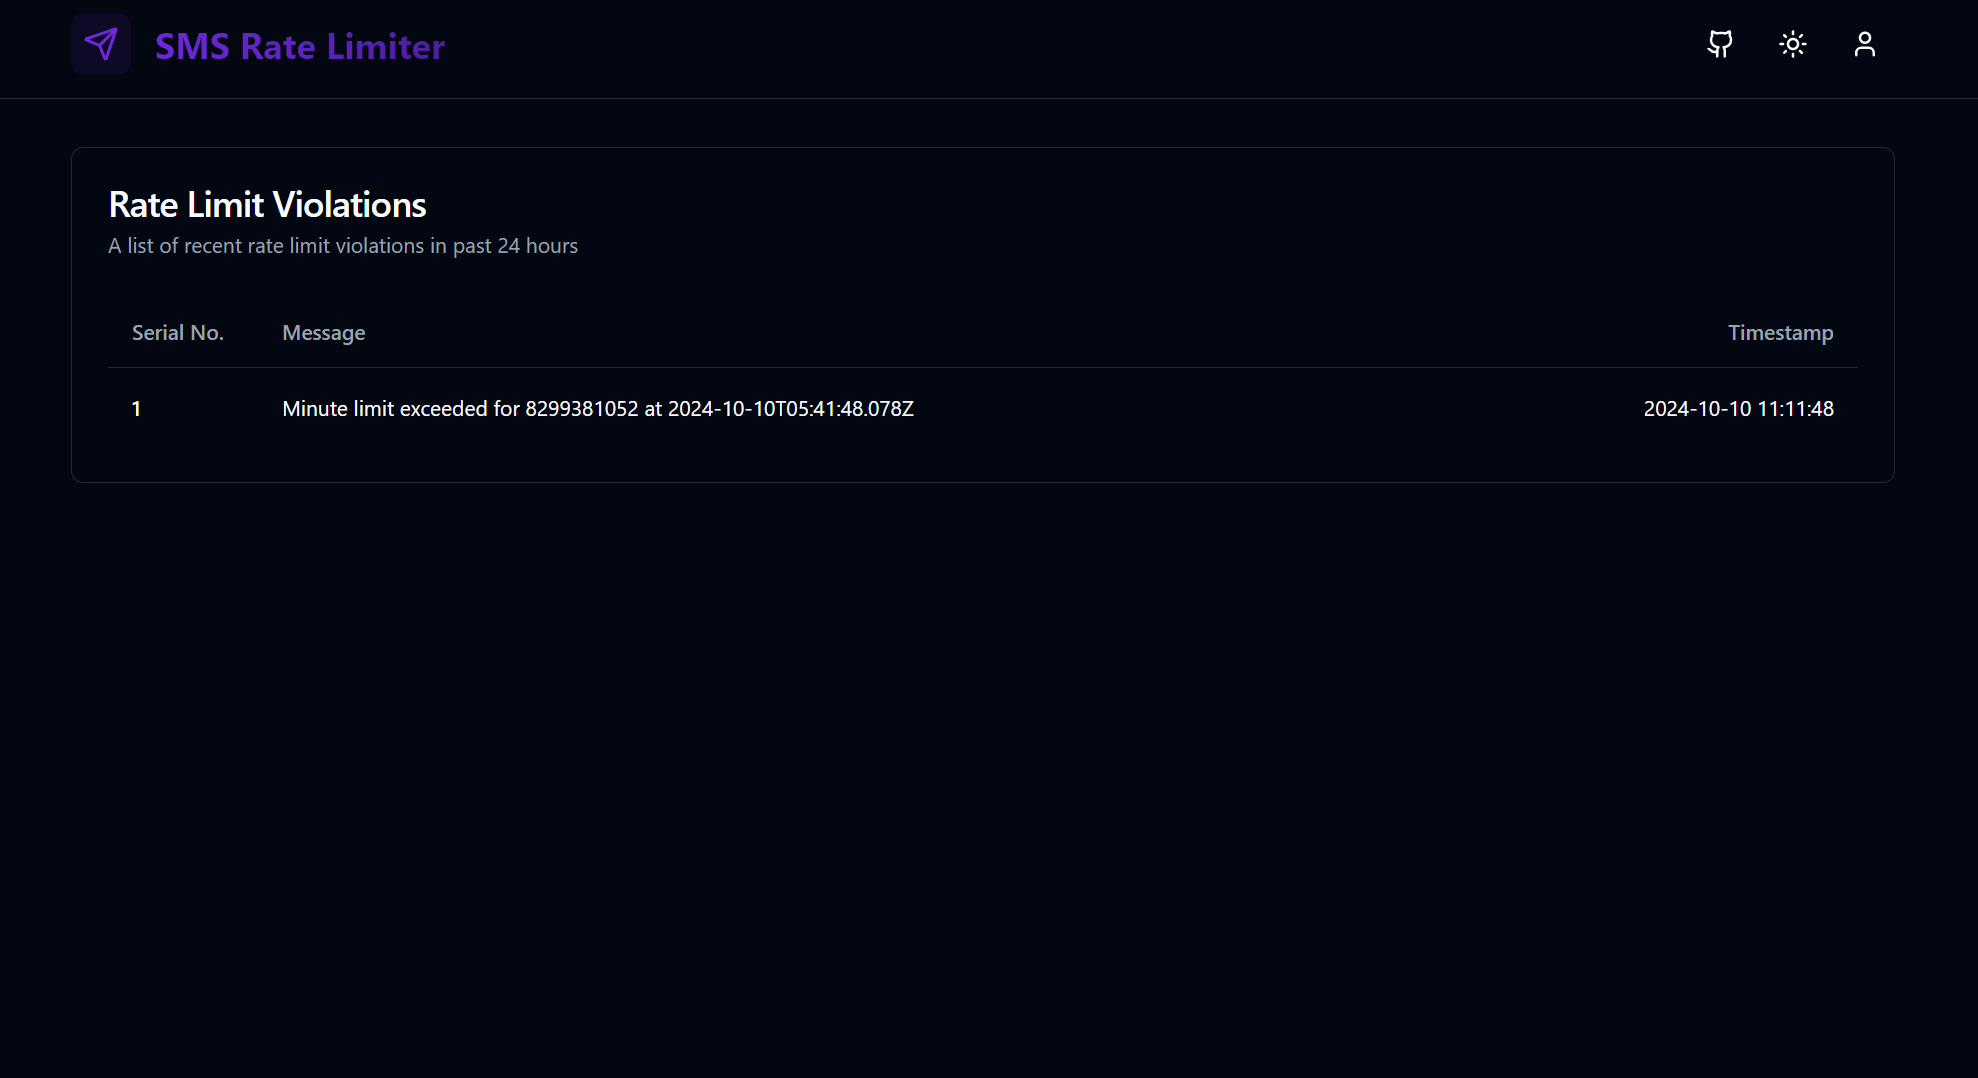 SMS Rate Limiter
Rate Limit Violations
A list of recent rate limit violations in past 24 hours
Serial No. Message Timestamp
1 Minute limit exceeded for 8299381052 at 2024-10-10T05:41:48.078Z 2024-10-10 11:11:48